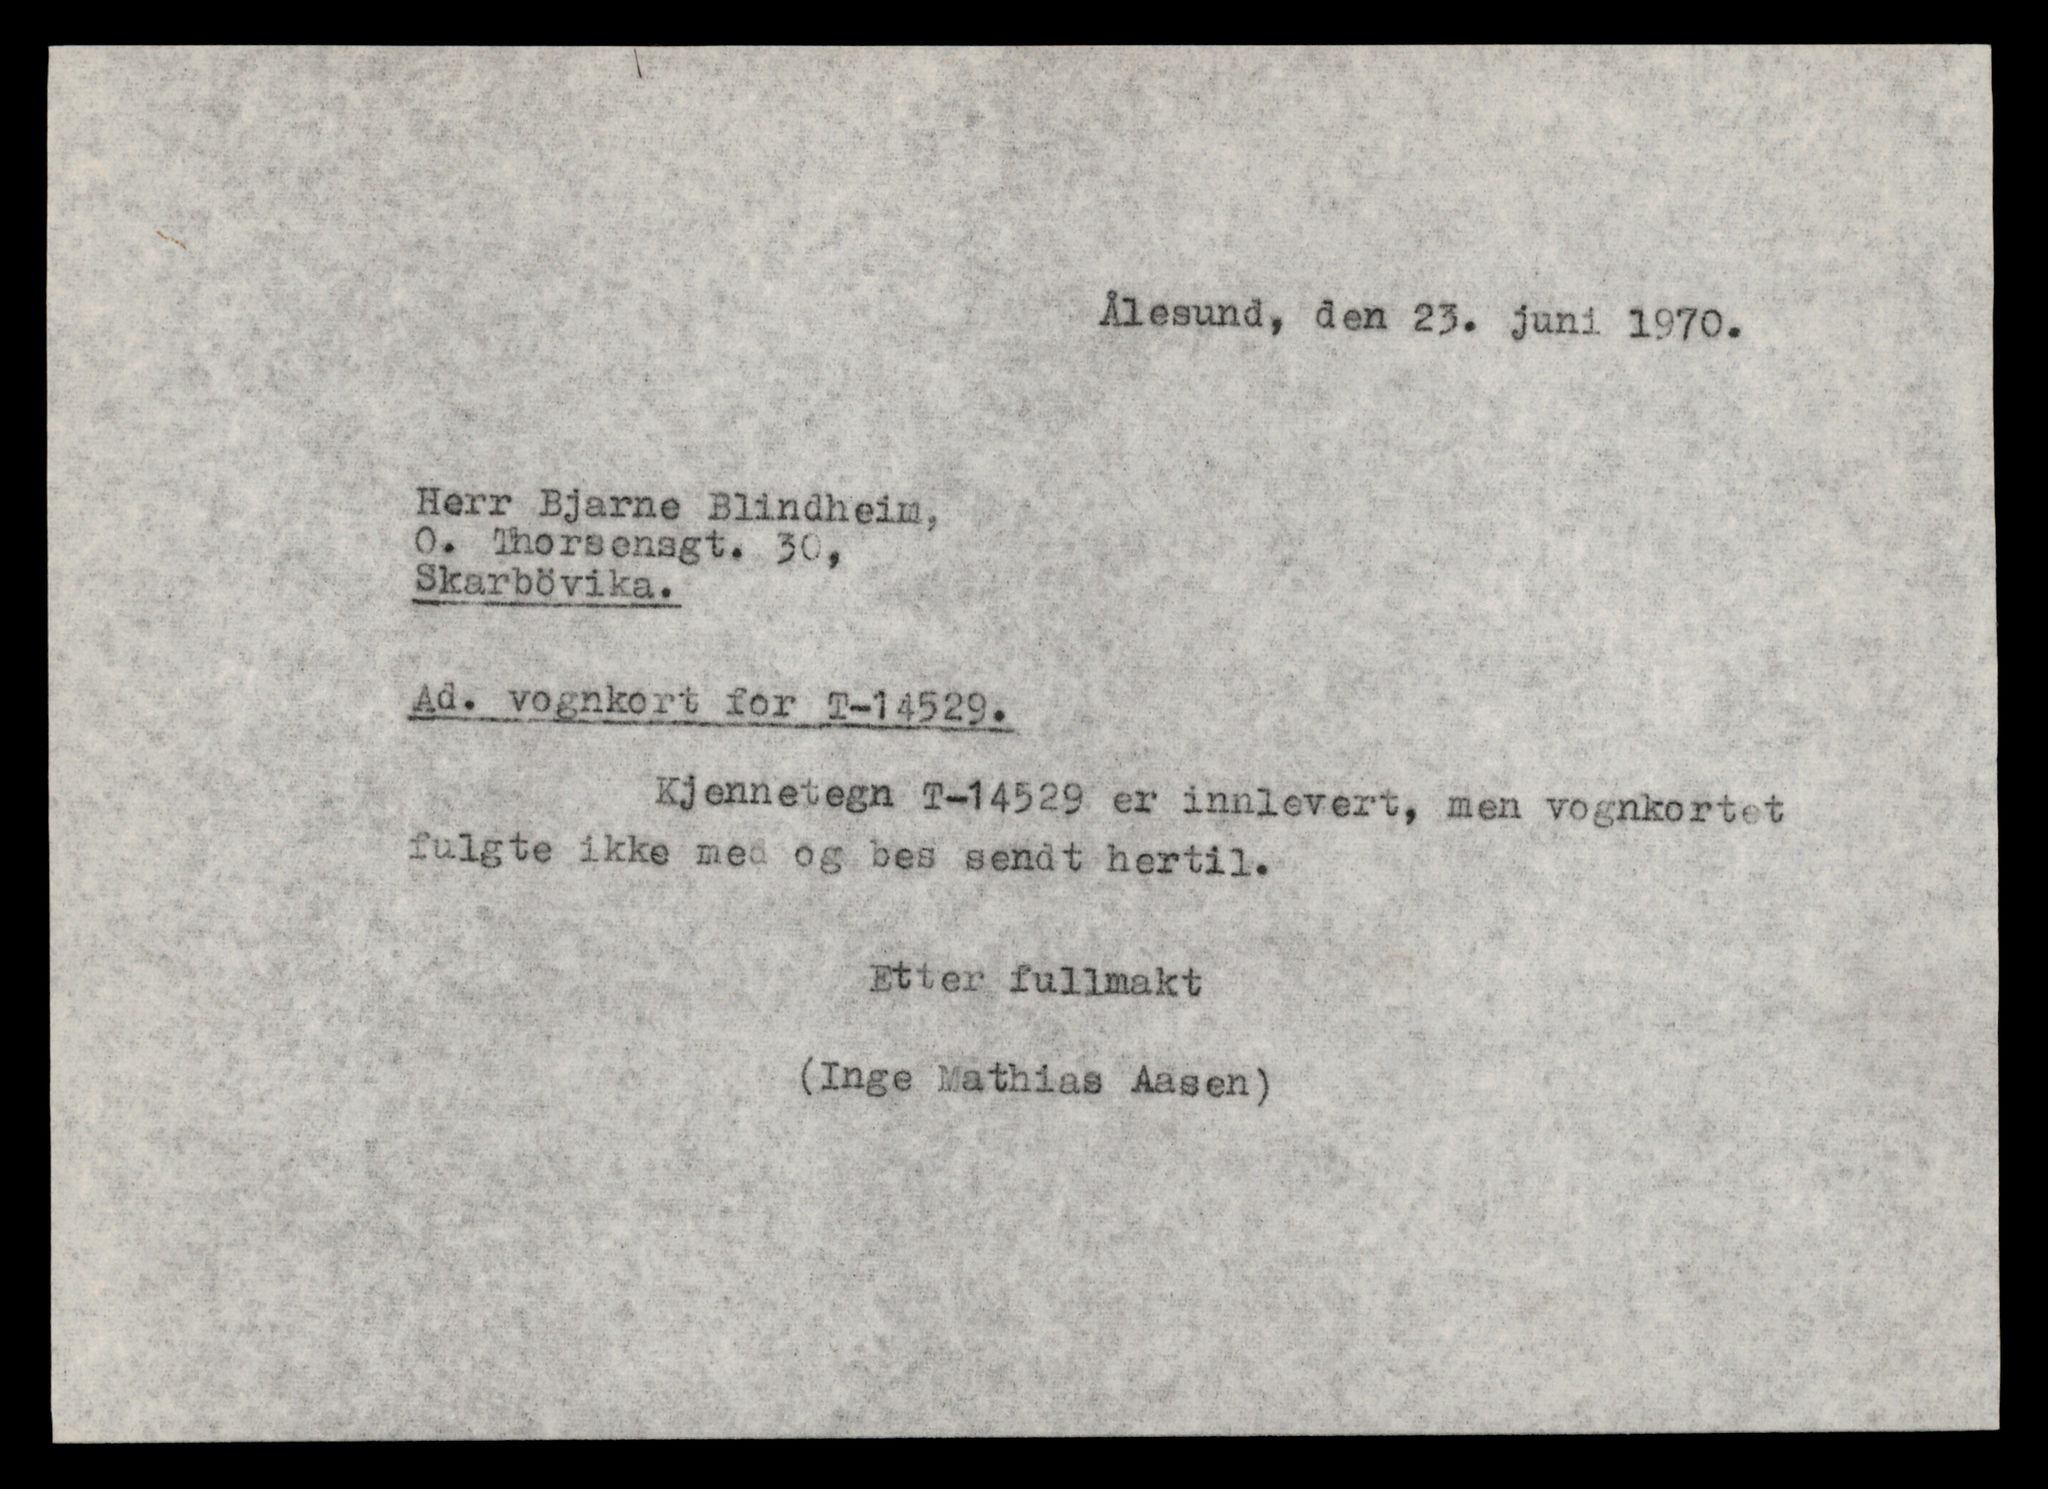 Ålesund, den 23. juni 1970.
Herr Bjarne Blindheim,
O. Thorsensgt. 30,
Skarbövika.
Ad. vognkort for T-14529.
Kjennetegn T-14529 er innlevert, men vognkortet
fulgte ikke med og bes sendt hertil.
Etter fullmakt
(Inge Mathias Aasen)